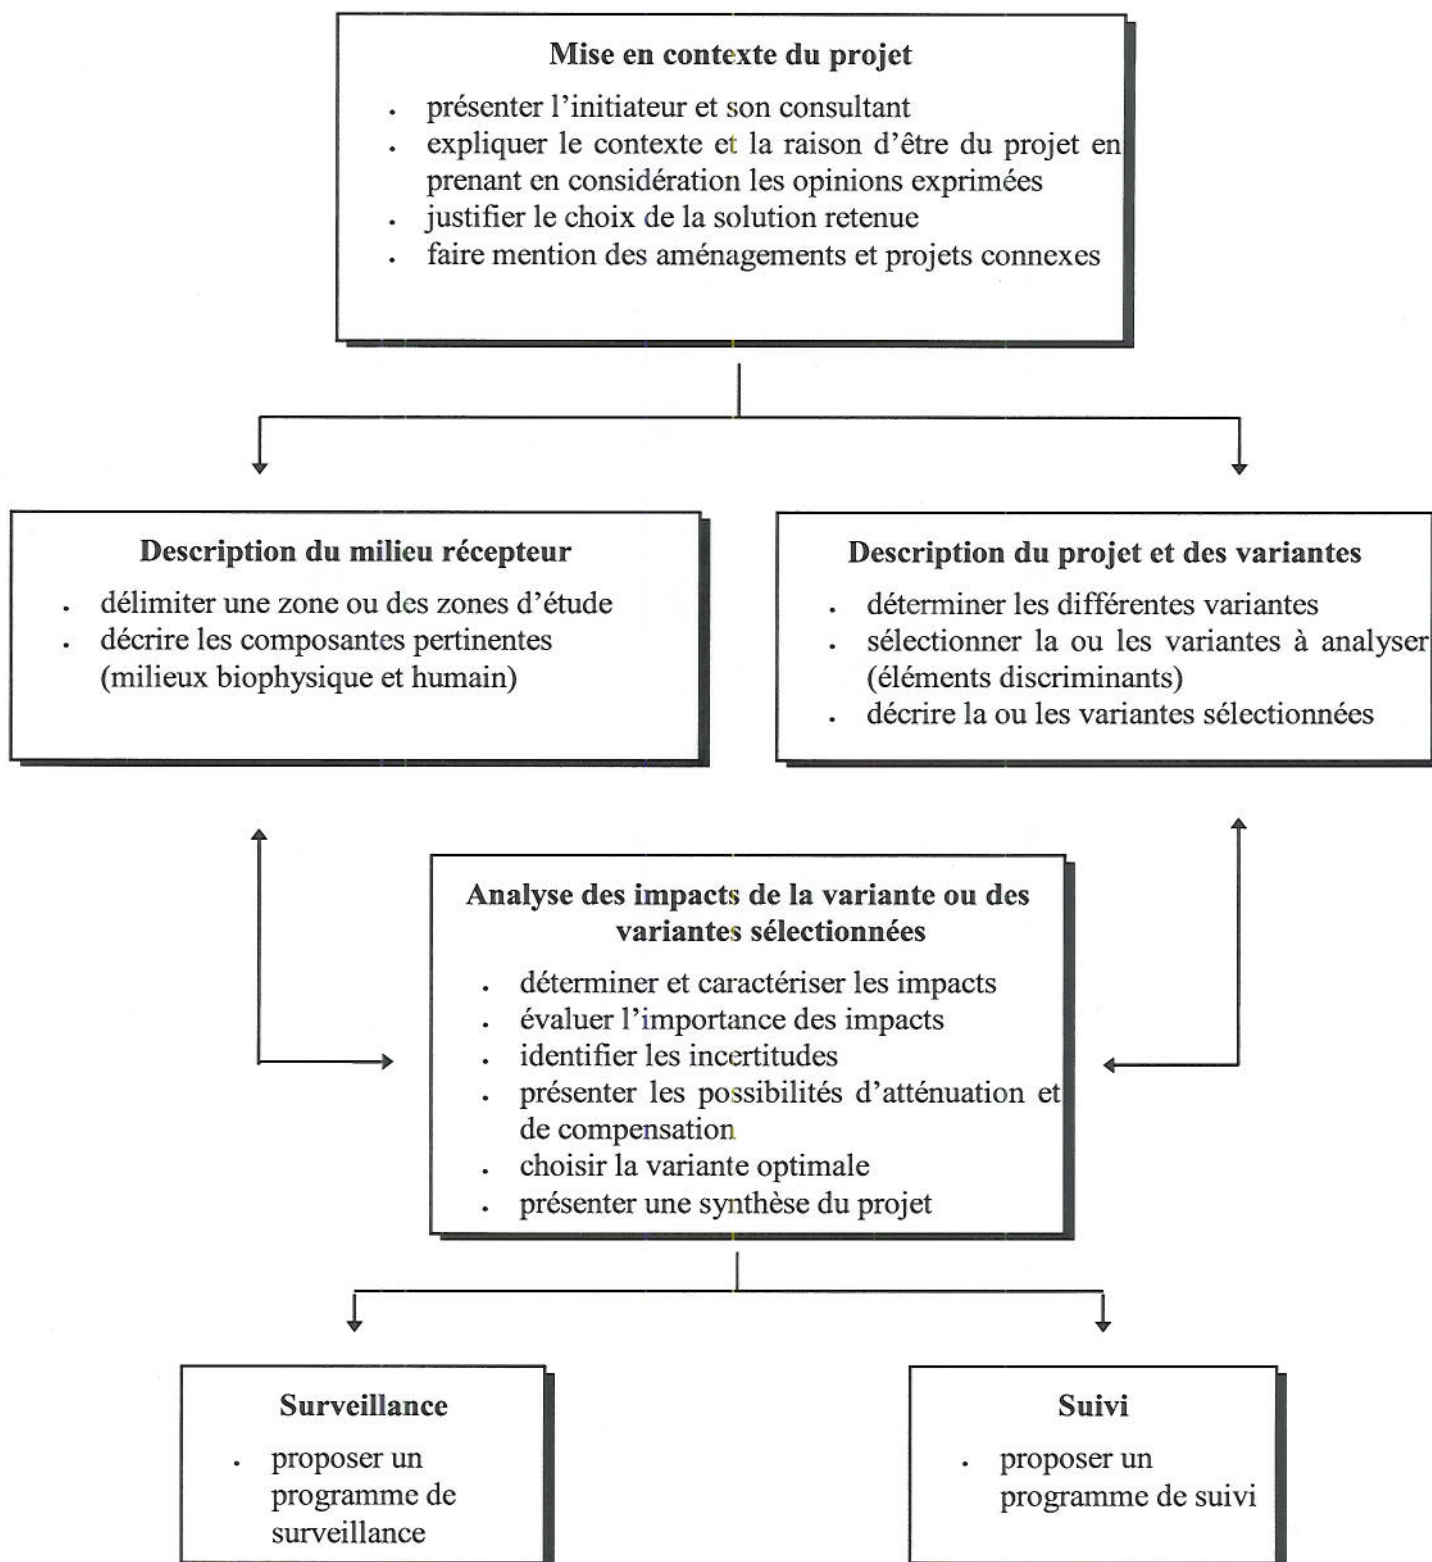 Mise en contexte du projet
. présenter l'initiateur et son consultant
. expliquer le contexte et la raison d'être du projet en
prenant en considération les opinions exprimées
. justifier le choix de la solution retenue
. faire mention des aménagements et projets connexes
Description du milieu récepteur
. délimiter une zone ou des zones d'étude
. décrire les composantes pertinentes
(milieux biophysique et humain)
Description du projet et des variantes
. déterminer les différentes variantes
. sélectionner la ou les variantes à analyser
(éléments discriminants)
. décrire la ou les variantes sélectionnées
Analyse des impacts de la variante ou des
variantes sélectionnées
. déterminer et caractériser les impacts
. évaluer l'importance des impacts
. identifier les incertitudes
. présenter les possibilités d'atténuation et
de compensation
. choisir la variante optimale
. présenter une synthèse du projet
Surveillance
. proposer un
programme de
surveillance
Suivi
. proposer un
programme de suivi